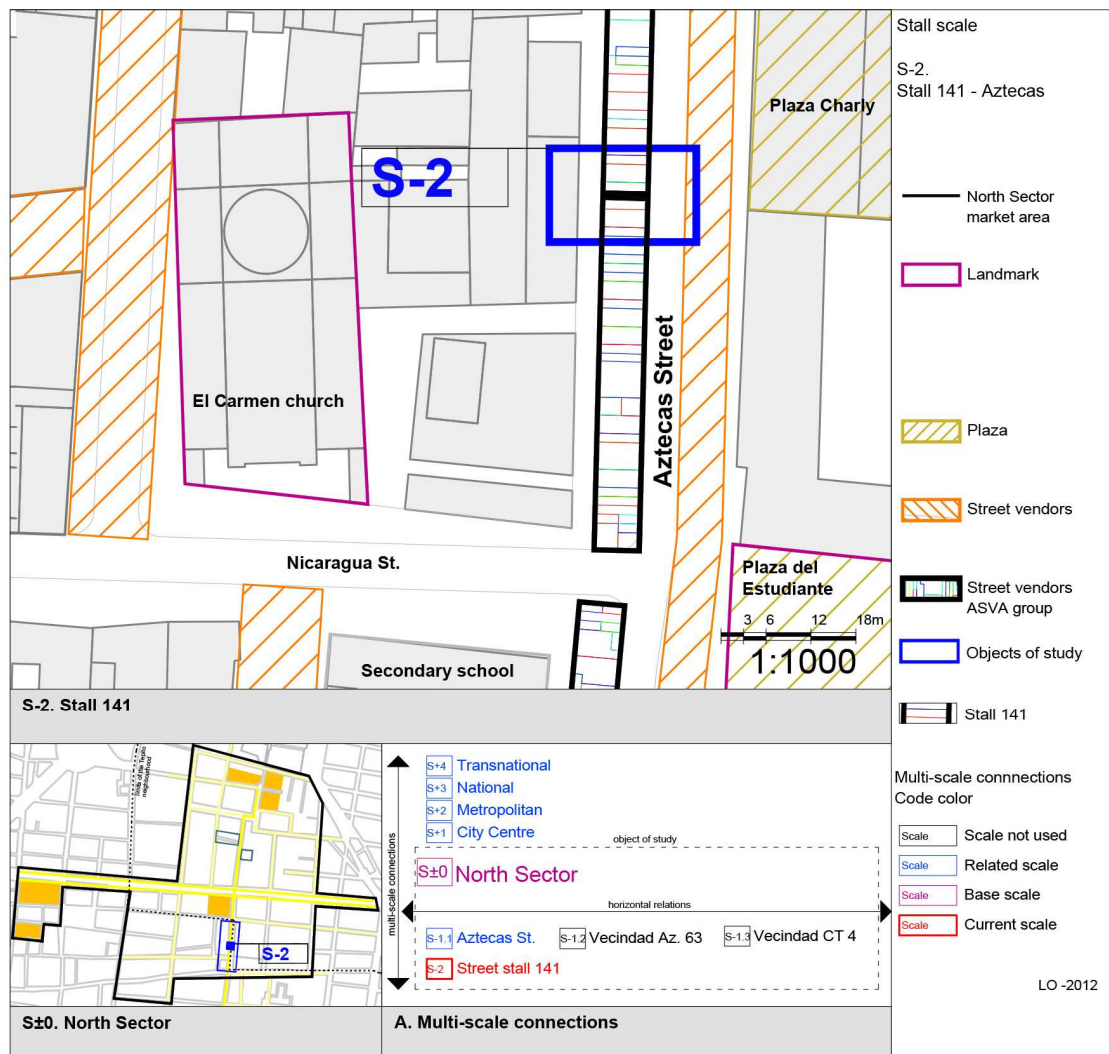 Stall scale
S-2.
Stall 141 - Aztecas
Plaza Charly
S-2
North Sector
market area
Landmark
Aztecas Street
El Carmen church
Plaza
Street vendors
Nicaragua St.
Plaza del
Estudiante
Street vendors
ASVA group
3 6 12 18m
1:1000
Objects of study
Secondary school
Stall 141
S-2. Stall 141
limits of the Tepito
neighbourhood
S-2
S±0. North Sector
multi-scale connections
S+4 Transnational
S+3 National
S+2 Metropolitan
S+1 City Centre
object of study
S±0 North Sector
horizontal relations
S-1.1 Aztecas St.
S-1.2 Vecindad Az. 63
S-1.3 Vecindad CT 4
S-2 Street stall 141
A. Multi-scale connections
Multi-scale connnections
Code color
Scale Scale not used
Scale Related scale
Scale Base scale
Scale Current scale
LO -2012